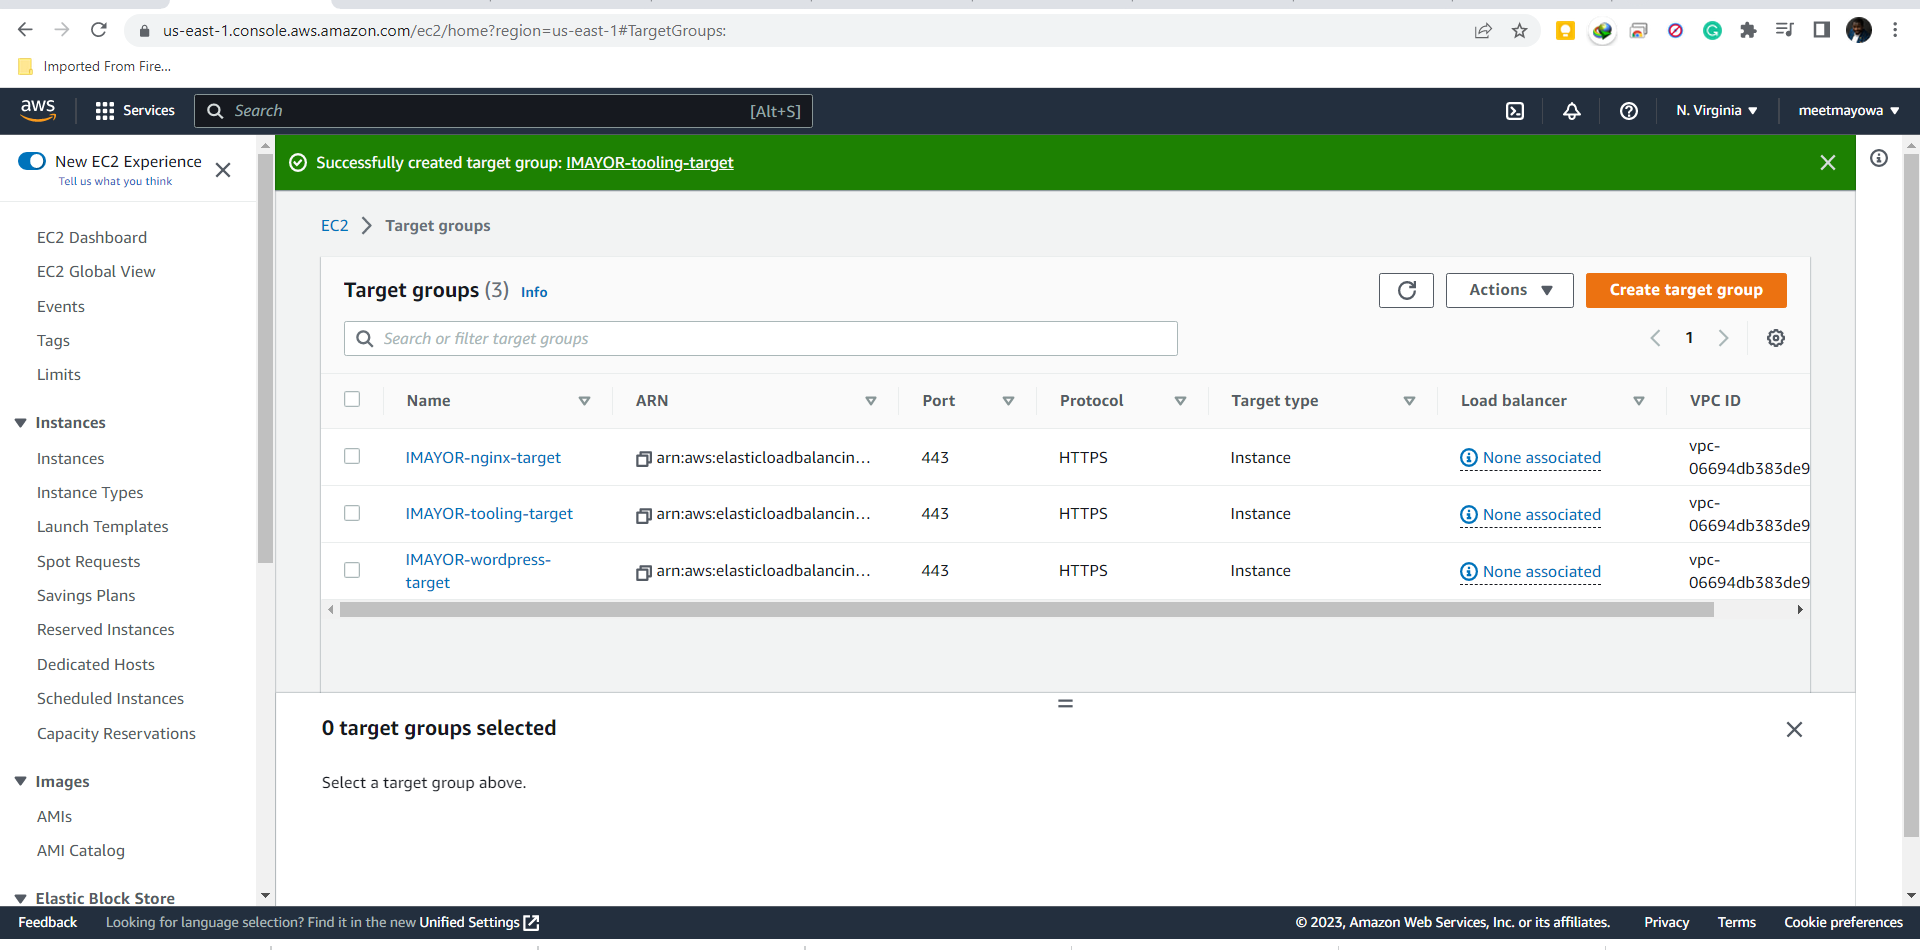 us-east-1.console.aws.amazon.com/ec2/home?region=us-east-1#TargetGroups:
Imported From Fire...
aws
Services
Search
[Alt+S]
N. Virginia
meetmayowa
New EC2 Experience
Tell us what you think
EC2 Dashboard
EC2 Global View
Events
Tags
Limits
Instances
Instances
Instance Types
Launch Templates
Spot Requests
Savings Plans
Reserved Instances
Dedicated Hosts
Scheduled Instances
Capacity Reservations
Images
AMIs
AMI Catalog
Elastic Block Store
Successfully created target group: IMAYOR-tooling-target
EC2 > Target groups
Target groups (3) Info
Actions
Create target group
Search or filter target groups
1
Name ARN Port Protocol Target type Load balancer VPC ID
IMAYOR-nginx-target arn:aws:elasticloadbalancin... 443 HTTPS Instance None associated vpc-
06694db383de9
IMAYOR-tooling-target arn:aws:elasticloadbalancin... 443 HTTPS Instance None associated vpc-
06694db383de9
IMAYOR-wordpress-
target arn:aws:elasticloadbalancin... 443 HTTPS Instance None associated vpc-
06694db383de9
0 target groups selected
Select a target group above.
Feedback
Looking for language selection? Find it in the new Unified Settings
© 2023, Amazon Web Services, Inc. or its affiliates.
Privacy
Terms
Cookie preferences